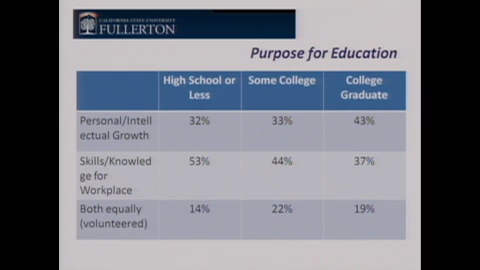 CALIFORNIA STATE UNIVERSITY
FULLERTON
Purpose for Education
High School or Less Some College College Graduate
Personal/Intell
ectual Growth 32% 33% 43%
Skills/Knowled
ge for
Workplace 53% 44% 37%
Both equally
(volunteered) 14% 22% 19%